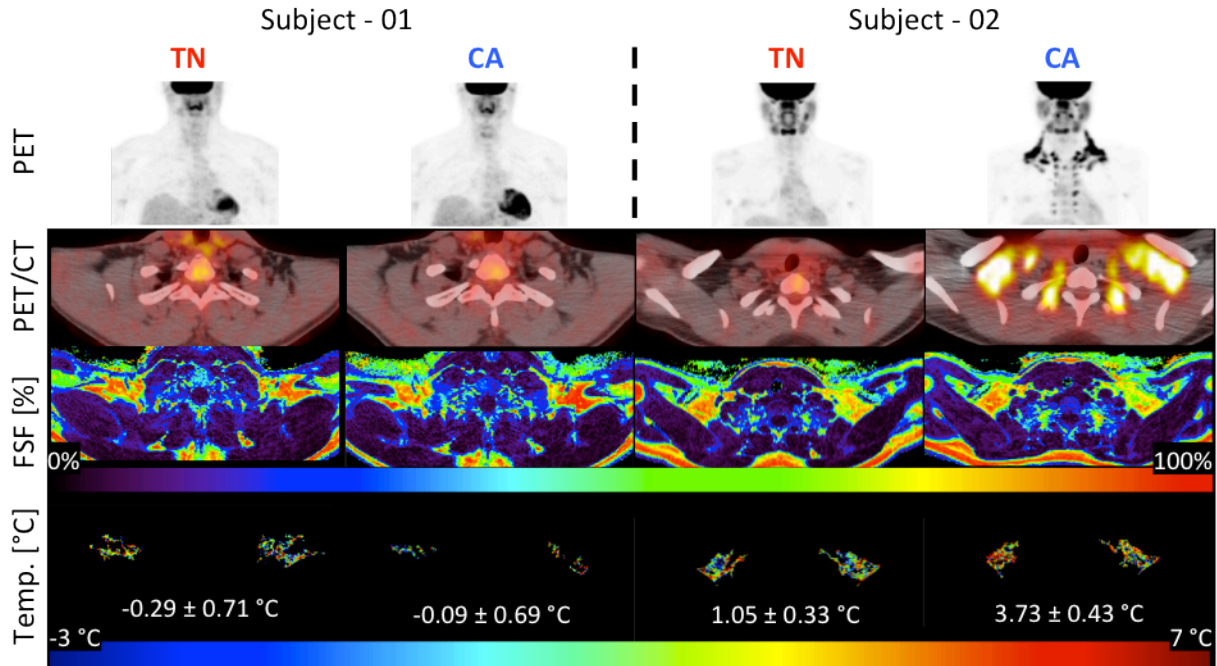 Subject - 01
Subject - 02
TN
CA
TN
CA
PET
PET/CT
FSF [%]
0%
100%
Temp. [°C]
-0.29 ± 0.71 °C
-0.09 ± 0.69 °C
1.05 ± 0.33 °C
3.73 ± 0.43 °C
-3 °C
7 °C